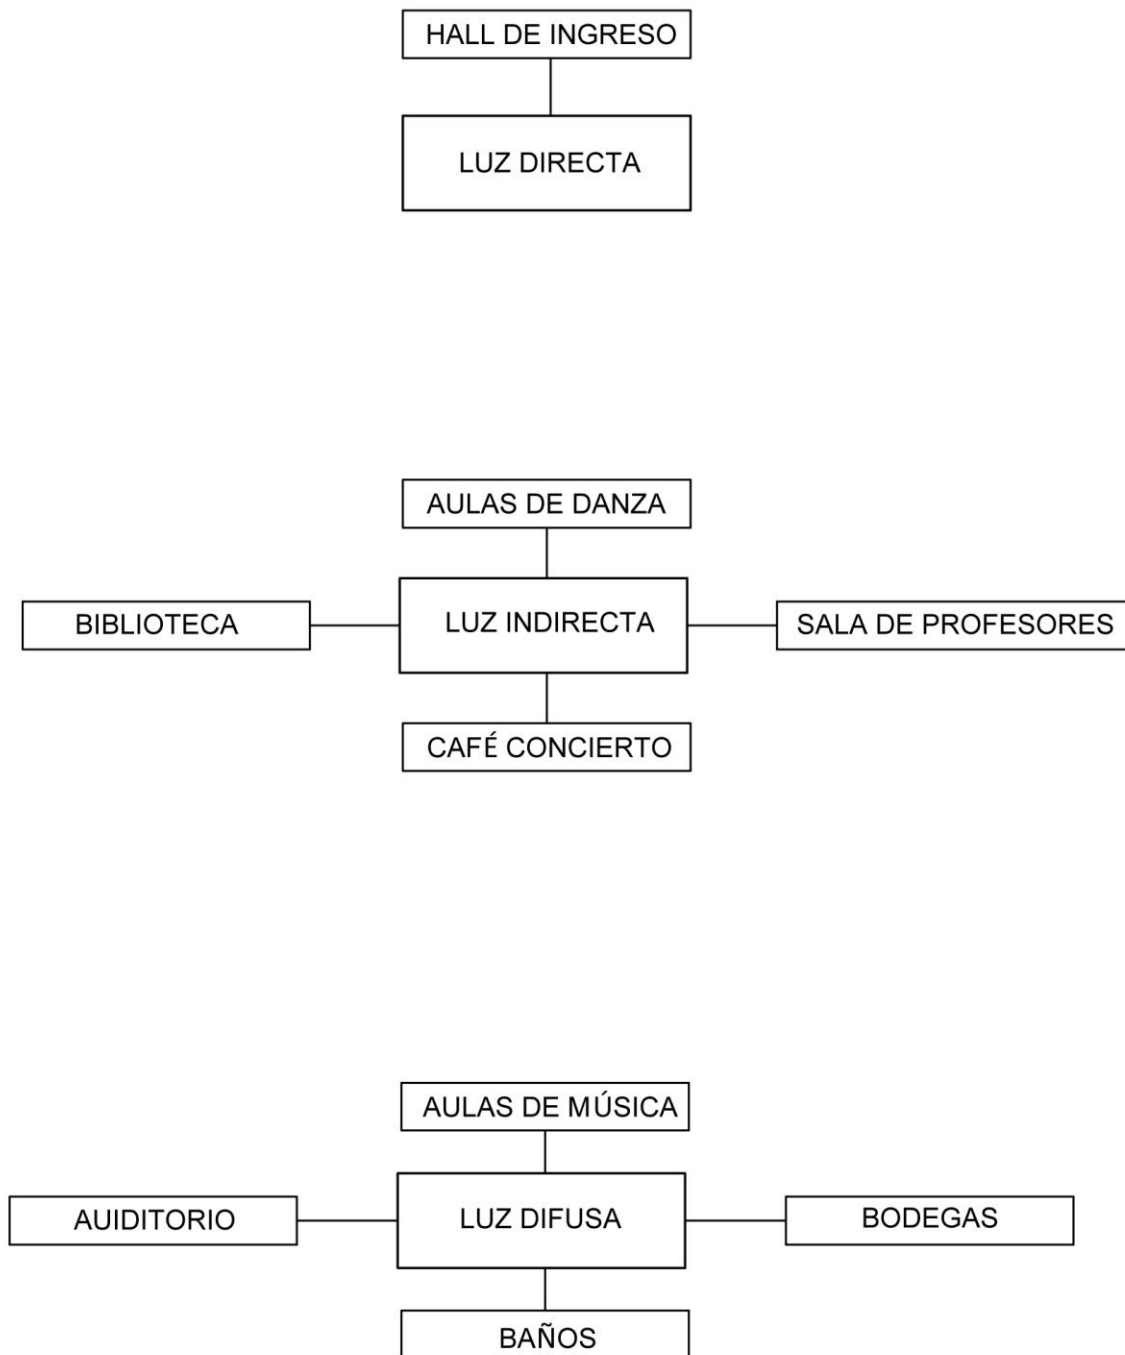 HALL DE INGRESO
LUZ DIRECTA
AULAS DE DANZA
BIBLIOTECA
LUZ INDIRECTA
SALA DE PROFESORES
CAFÉ CONCIERTO
AULAS DE MÚSICA
AUIDITORIO
LUZ DIFUSA
BODEGAS
BAÑOS